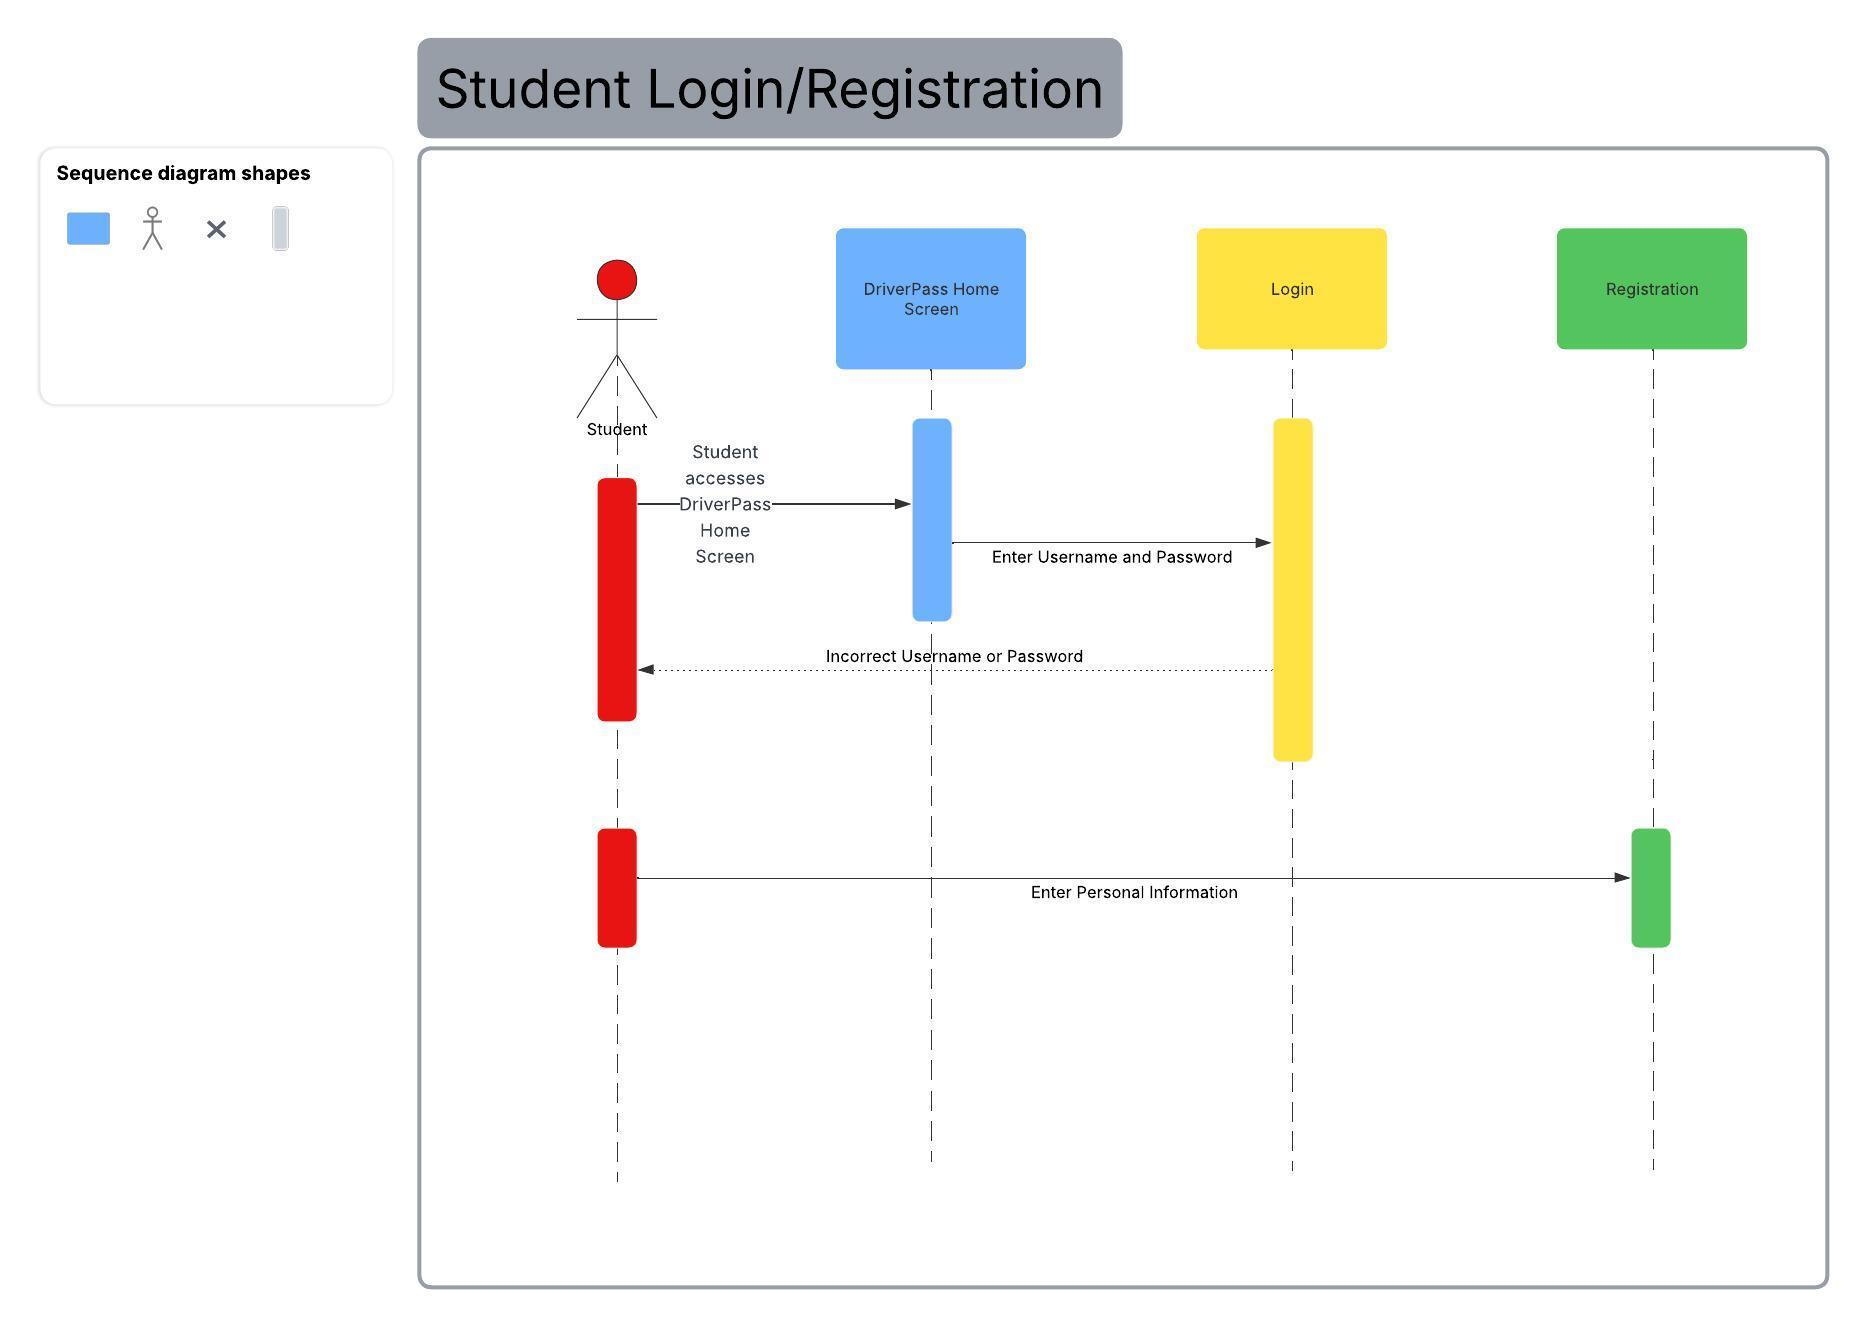 Student Login/Registration
Sequence diagram shapes
DriverPass Home
Screen
Login
Registration
Student
Student
accesses
DriverPass
Home
Screen
Enter Username and Password
Incorrect Username or Password
Enter Personal Information